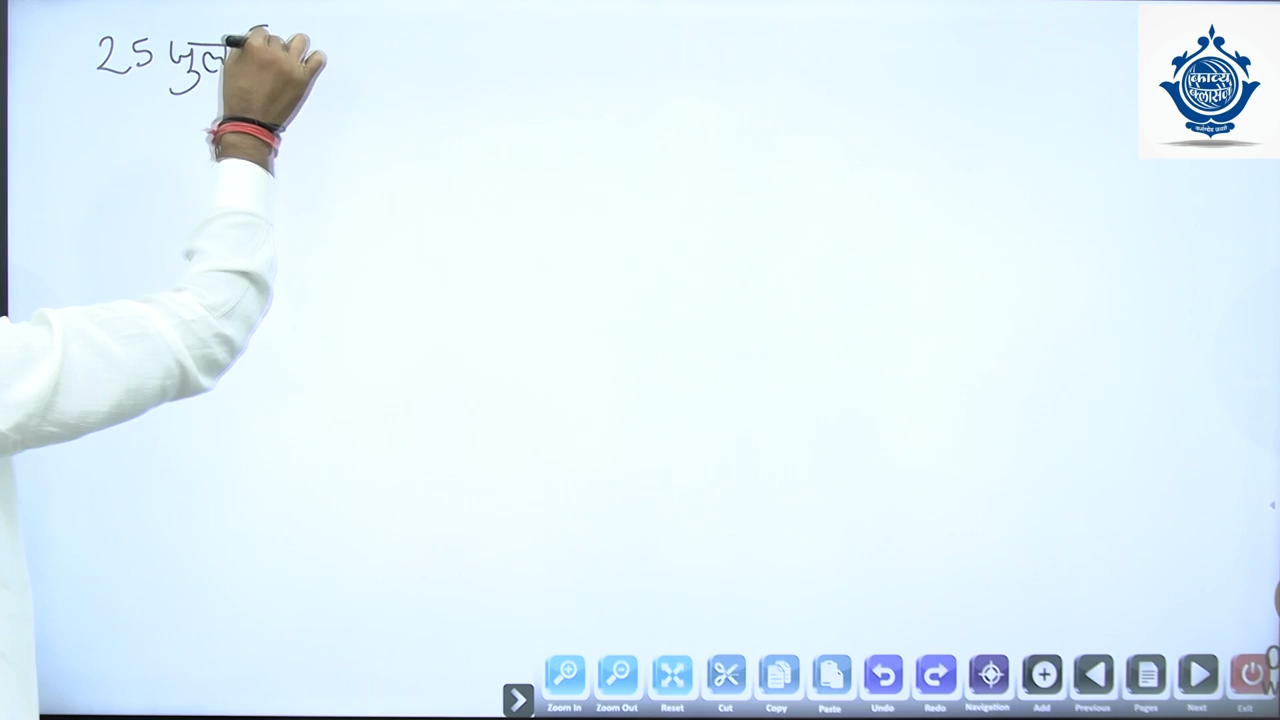 25 जुल
काव्य
क्लासेस
Zoom In Zoom Out Reset Cut Copy Paste Undo Redo Navigation Add Previous Pages Next Exit